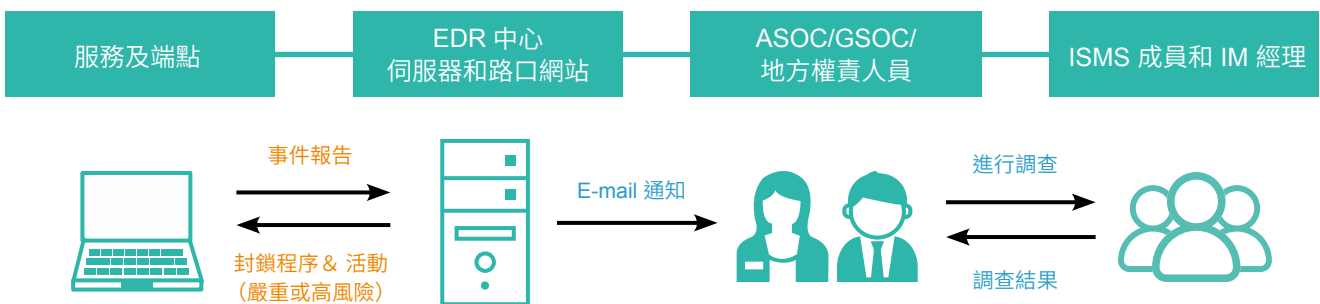 服務及端點
EDR 中心
伺服器和路口網站
ASOC/GSOC/
地方權責人員
ISMS 成員和 IM 經理
事件報告
封鎖程序＆ 活動
（嚴重或高風險）
E-mail 通知
進行調查
調查結果